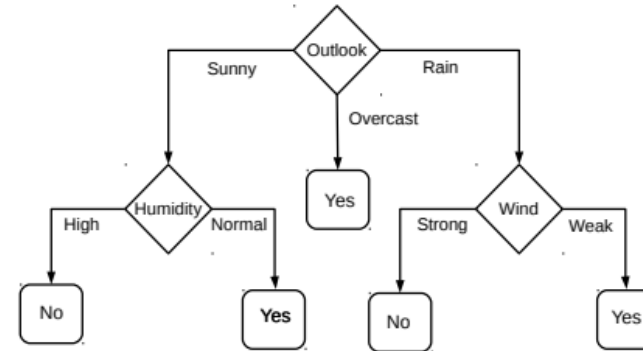 Outlook
Sunny
Rain
Overcast
Humidity
Yes
Wind
High
Normal
Strong
Weak
No
Yes
No
Yes